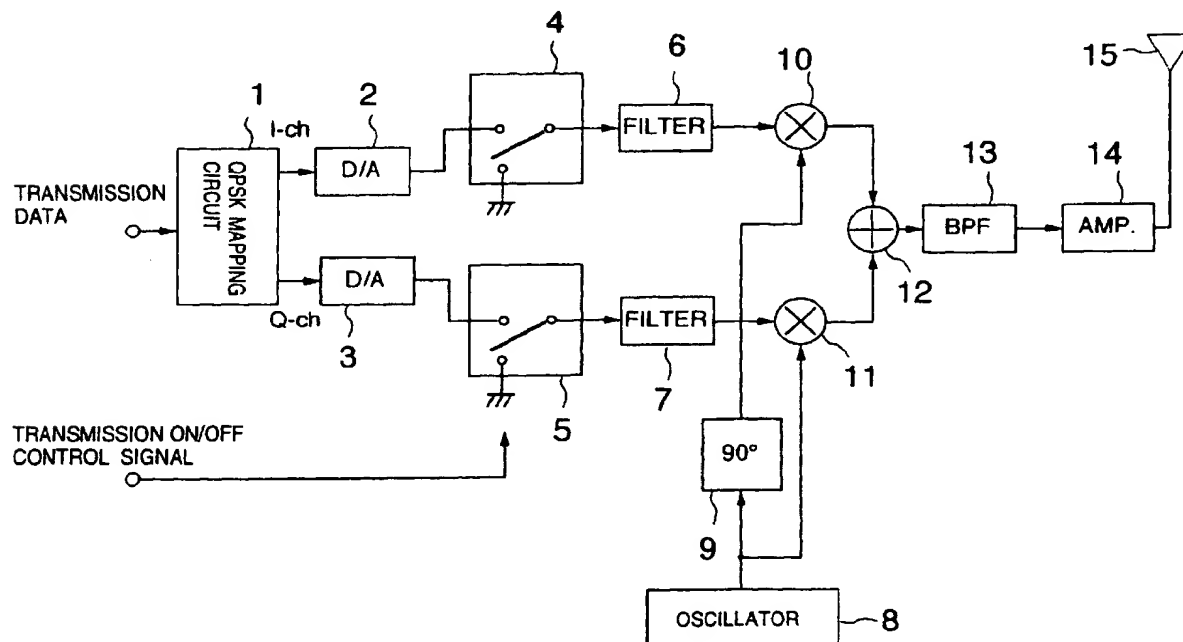 4
6
10
15
1
I-ch
2
FILTER
13
14
QPSK MAPPING
CIRCUIT
D/A
TRANSMISSION
DATA
BPF
AMP.
12
D/A
FILTER
Q-ch
3
11
5
7
TRANSMISSION ON/OFF
CONTROL SIGNAL
90°
9
OSCILLATOR
8